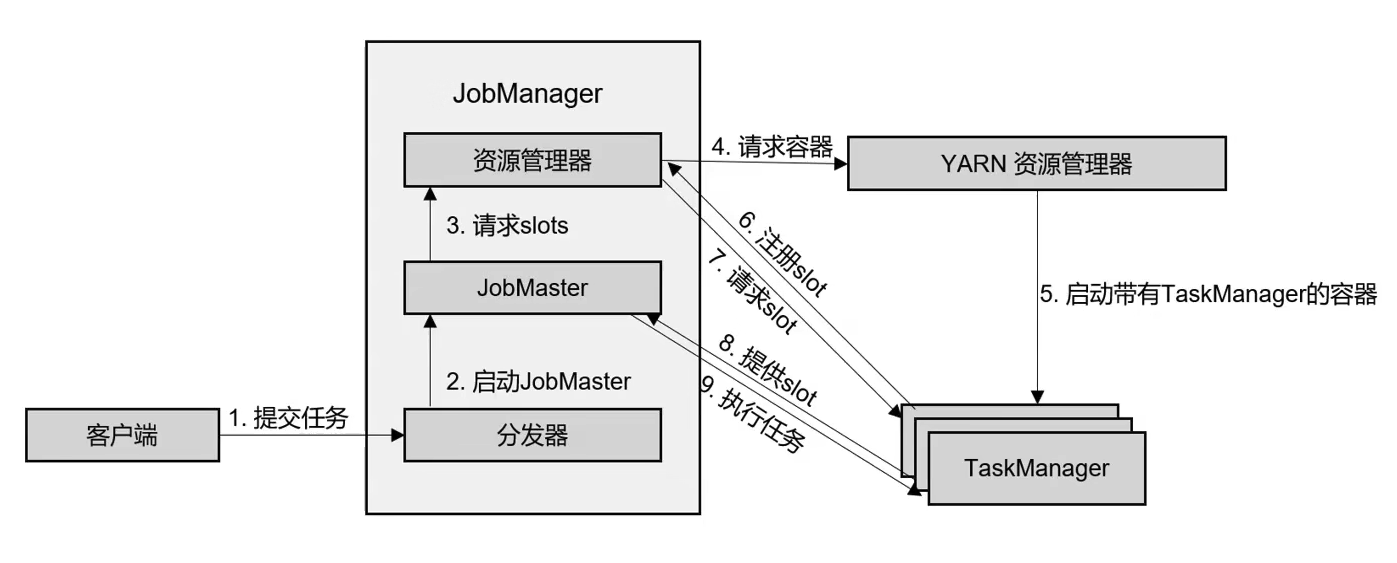 JobManager
资源管理器
4. 请求容器
YARN 资源管理器
3. 请求slots
6. 注册slot
7. 请求slot
JobMaster
5. 启动带有TaskManager的容器
2. 启动JobMaster
8. 提供slot
9. 执行任务
客户端
1. 提交任务
分发器
TaskManager